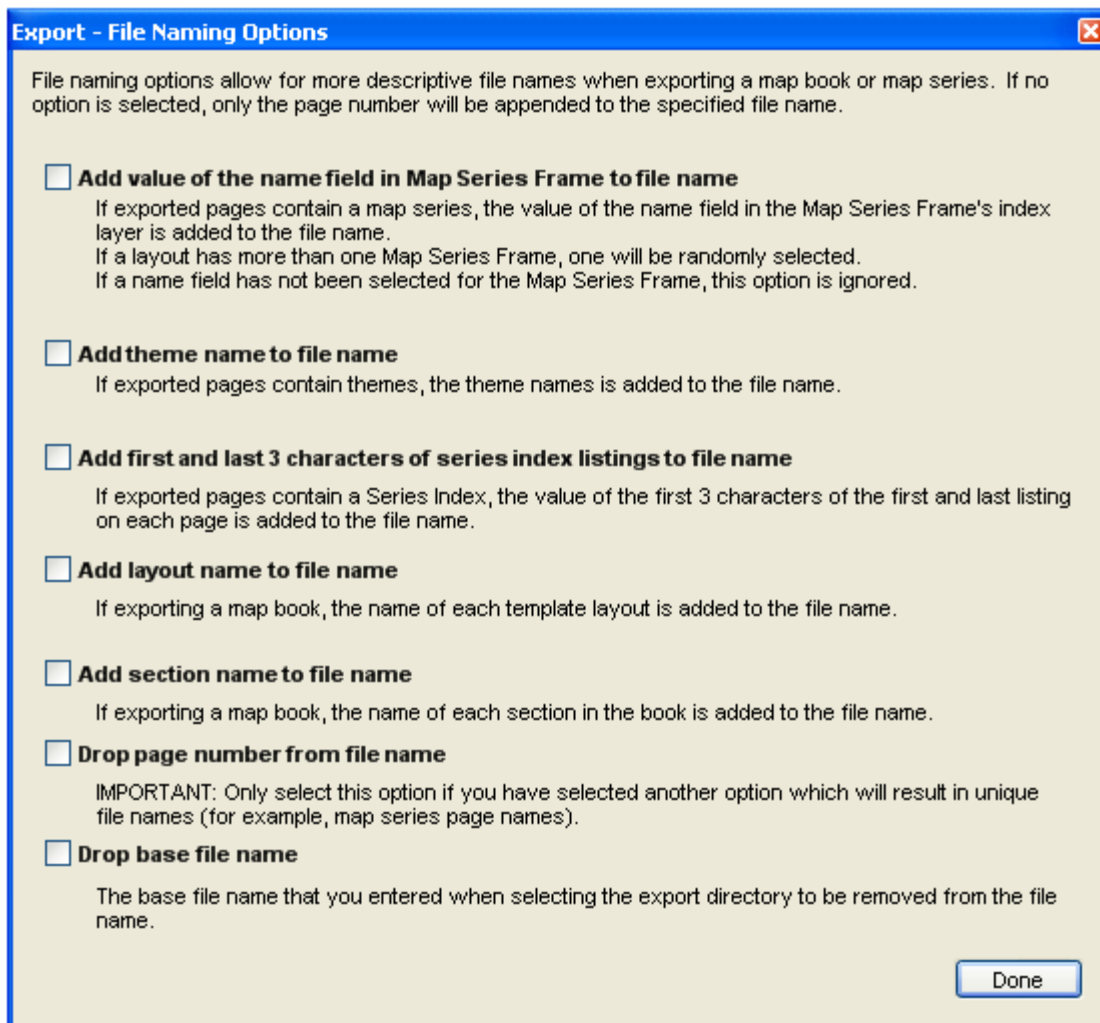 Export - File Naming Options
File naming options allow for more descriptive file names when exporting a map book or map series.  If no
option is selected, only the page number will be appended to the specified file name.
Add value of the name field in Map Series Frame to file name
If exported pages contain a map series, the value of the name field in the Map Series Frame's index
layer is added to the file name.
If a layout has more than one Map Series Frame, one will be randomly selected.
If a name field has not been selected for the Map Series Frame, this option is ignored.
Add theme name to file name
If exported pages contain themes, the theme names is added to the file name.
Add first and last 3 characters of series index listings to file name
If exported pages contain a Series Index, the value of the first 3 characters of the first and last listing
on each page is added to the file name.
Add layout name to file name
If exporting a map book, the name of each template layout is added to the file name.
Add section name to file name
If exporting a map book, the name of each section in the book is added to the file name.
Drop page number from file name
IMPORTANT: Only select this option if you have selected another option which will result in unique
file names (for example, map series page names).
Drop base file name
The base file name that you entered when selecting the export directory to be removed from the file
name.
Done